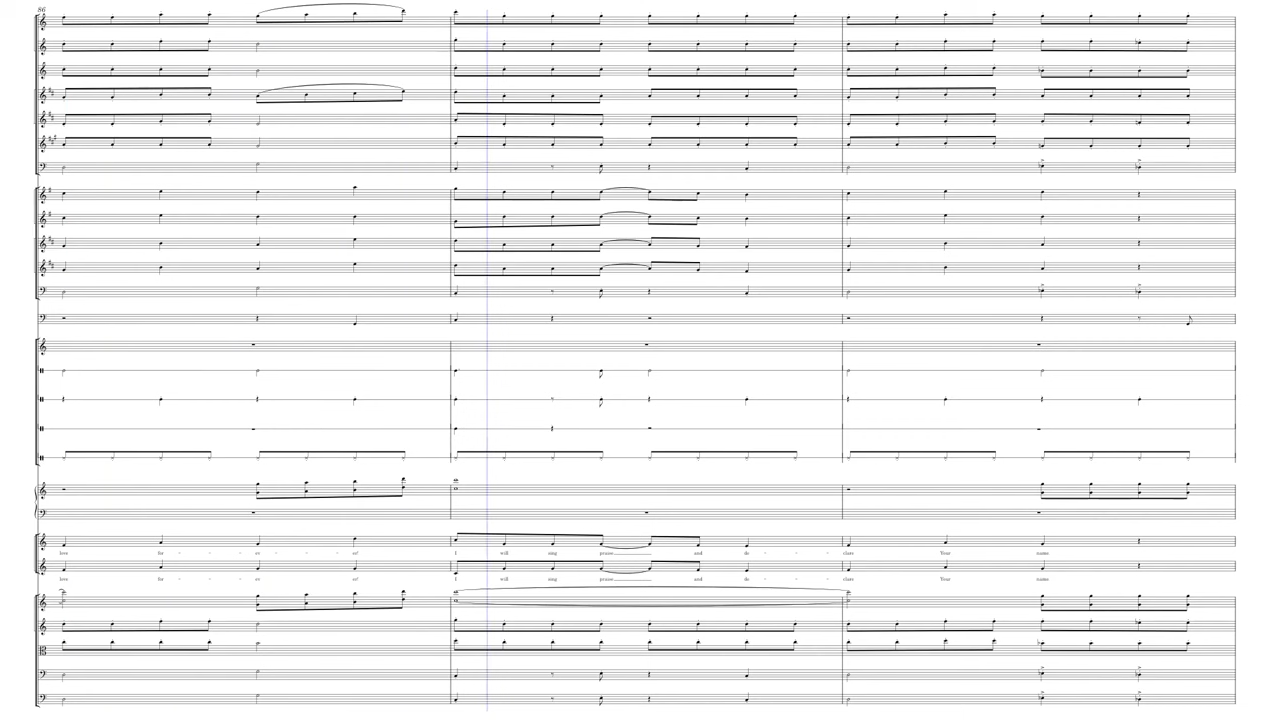 86
love for - - - ev - - - er! I will sing praise and de - - - clare Your name
love for - - - ev - - - er! I will sing praise and de - - - clare Your name